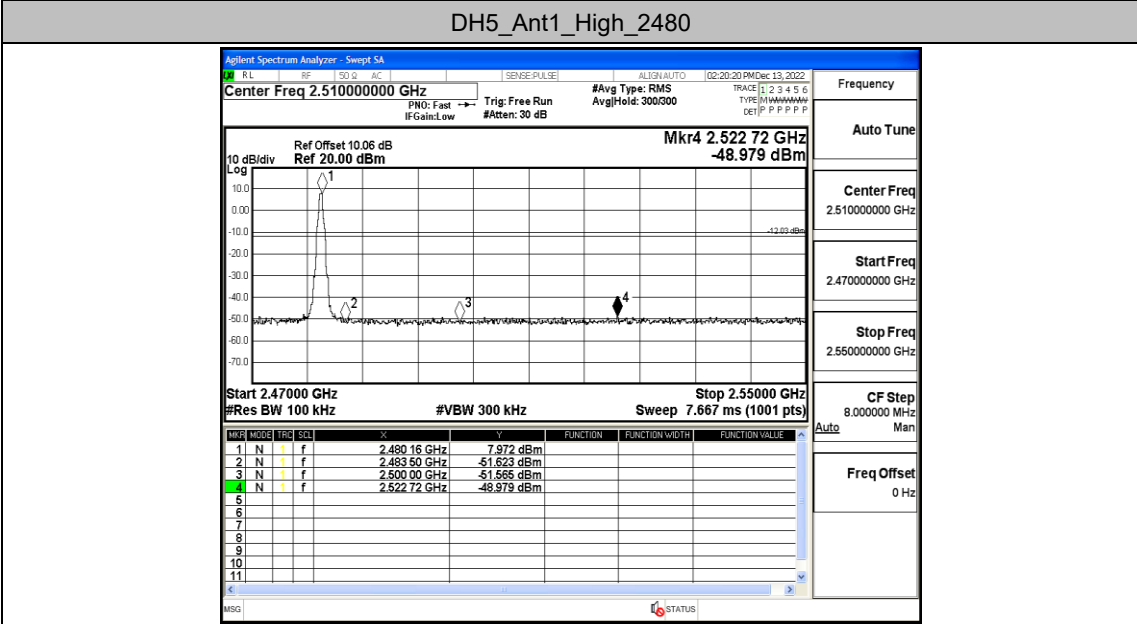 DH5_Ant1_High_2480
Agilent Spectrum Analyzer - Swept SA
LXI RL RF 50 Ω AC SENSE:PULSE ALIGNAUTO 02:20:20 PM Dec 13, 2022
Center Freq 2.510000000 GHz #Avg Type: RMS TRACE 1 2 3 4 5 6
PNO: Fast Trig: Free Run Avg|Hold: 300/300 TYPE M WWWWW
IFGain:Low #Atten: 30 dB DET P P P P P P
Mkr4 2.522 72 GHz
-48.979 dBm
Ref Offset 10.06 dB
10 dB/div Ref 20.00 dBm
Log
1
10.0
0.00
-10.0
-12.03 dBm
-20.0
-30.0
-40.0
2 3 4
-50.0
-60.0
-70.0
Start 2.47000 GHz Stop 2.55000 GHz
#Res BW 100 kHz #VBW 300 kHz Sweep 7.667 ms (1001 pts)
MKR MODE TRC SCL X Y FUNCTION FUNCTION WIDTH FUNCTION VALUE
1 N 1 f 2.480 16 GHz 7.972 dBm
2 N 1 f 2.483 50 GHz -51.623 dBm
3 N 1 f 2.500 00 GHz -51.565 dBm
4 N 1 f 2.522 72 GHz -48.979 dBm
5
6
7
8
9
10
11
MSG STATUS
Frequency
Auto Tune
Center Freq
2.510000000 GHz
Start Freq
2.470000000 GHz
Stop Freq
2.550000000 GHz
CF Step
8.000000 MHz
Auto Man
Freq Offset
0 Hz